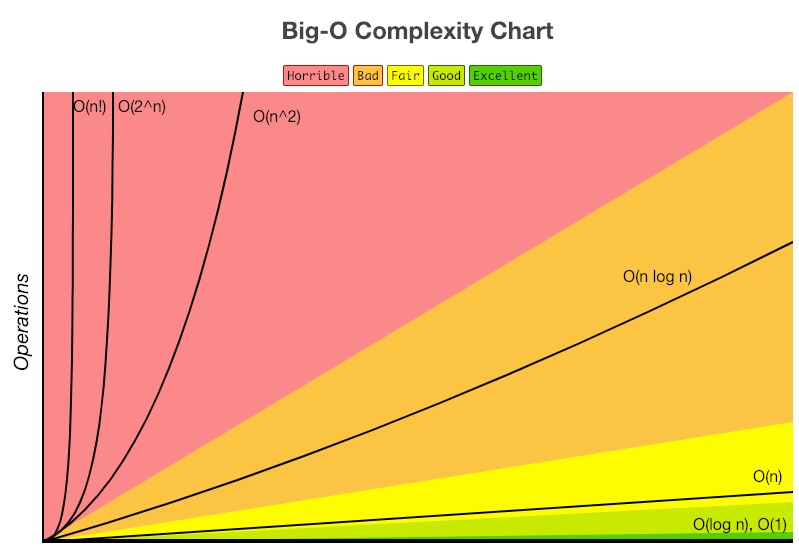 Big-O Complexity Chart
Horrible Bad Fair Good Excellent
O(n!) O(2^n)
O(n^2)
O(n log n)
Operations
O(n)
O(log n), O(1)